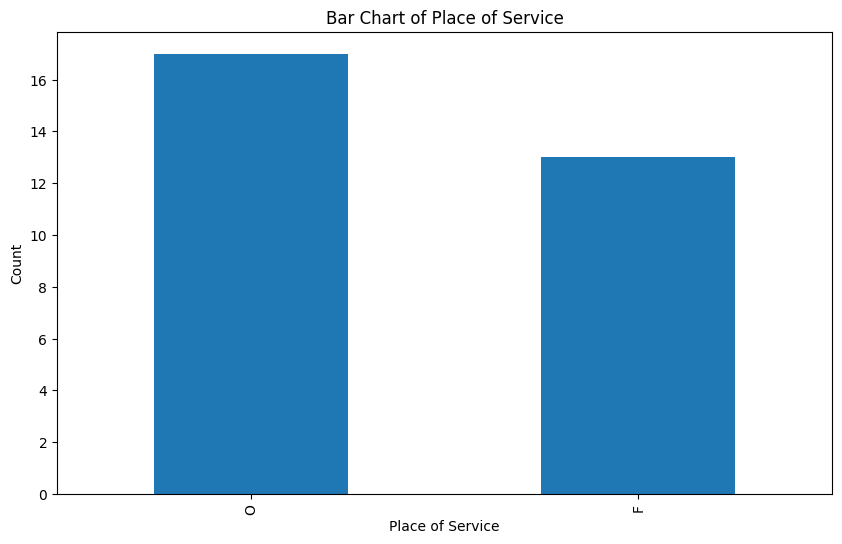 Bar Chart of Place of Service
16
14
12
10
8
6
4
2
0
Count
O
F
Place of Service